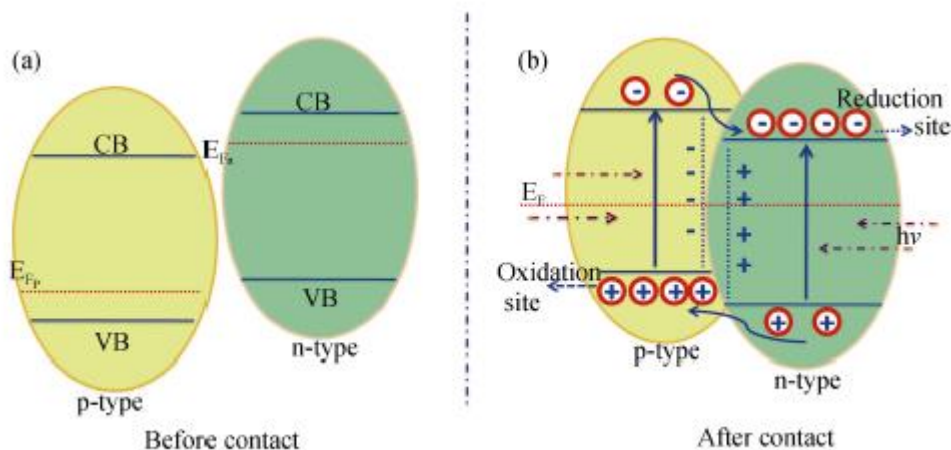 (a)
CB
E_Fp
VB
p-type
CB
E_Fn
VB
n-type
Before contact
(b)
Reduction
site
E_F
hv
Oxidation
site
p-type
n-type
After contact